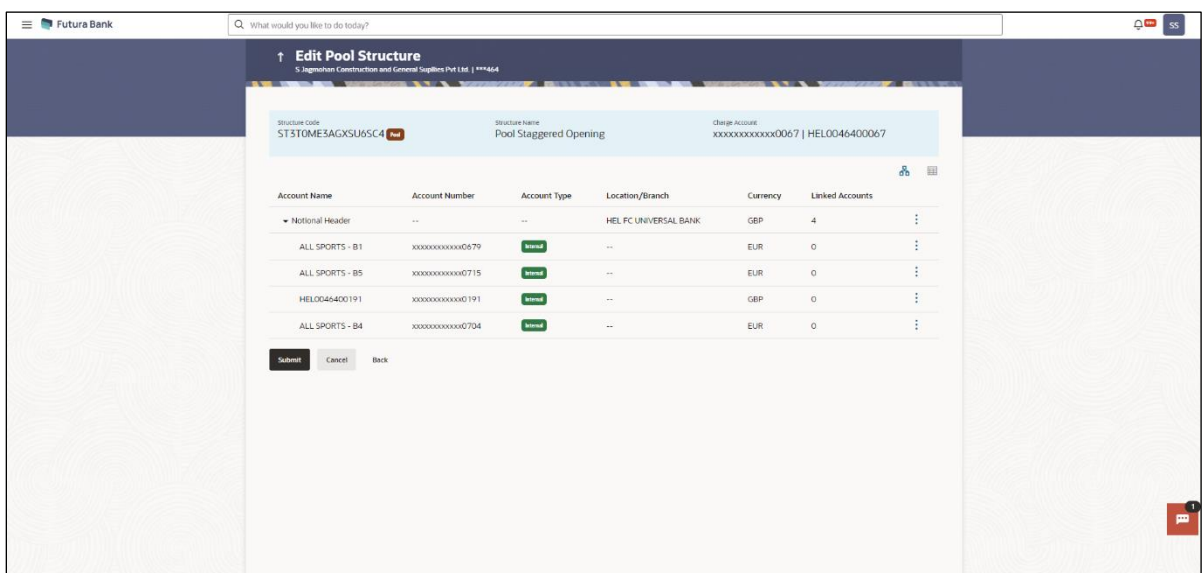 Futura Bank
What would you like to do today?
SS
↑ Edit Pool Structure
S Jagmohan Construction and General Supllies Pvt Ltd. | ***464
Structure Code
ST3T0ME3AGXSU6SC4 Pool
Structure Name
Pool Staggered Opening
Charge Account
xxxxxxxxxxxx0067 | HEL0046400067
Account Name Account Number Account Type Location/Branch Currency Linked Accounts
Notional Header -- -- HEL FC UNIVERSAL BANK GBP 4
ALL SPORTS - B1 xxxxxxxxxxxx0679 Internal -- EUR 0
ALL SPORTS - B5 xxxxxxxxxxxx0715 Internal -- EUR 0
HEL0046400191 xxxxxxxxxxxx0191 Internal -- GBP 0
ALL SPORTS - B4 xxxxxxxxxxxx0704 Internal -- EUR 0
Submit Cancel Back
1